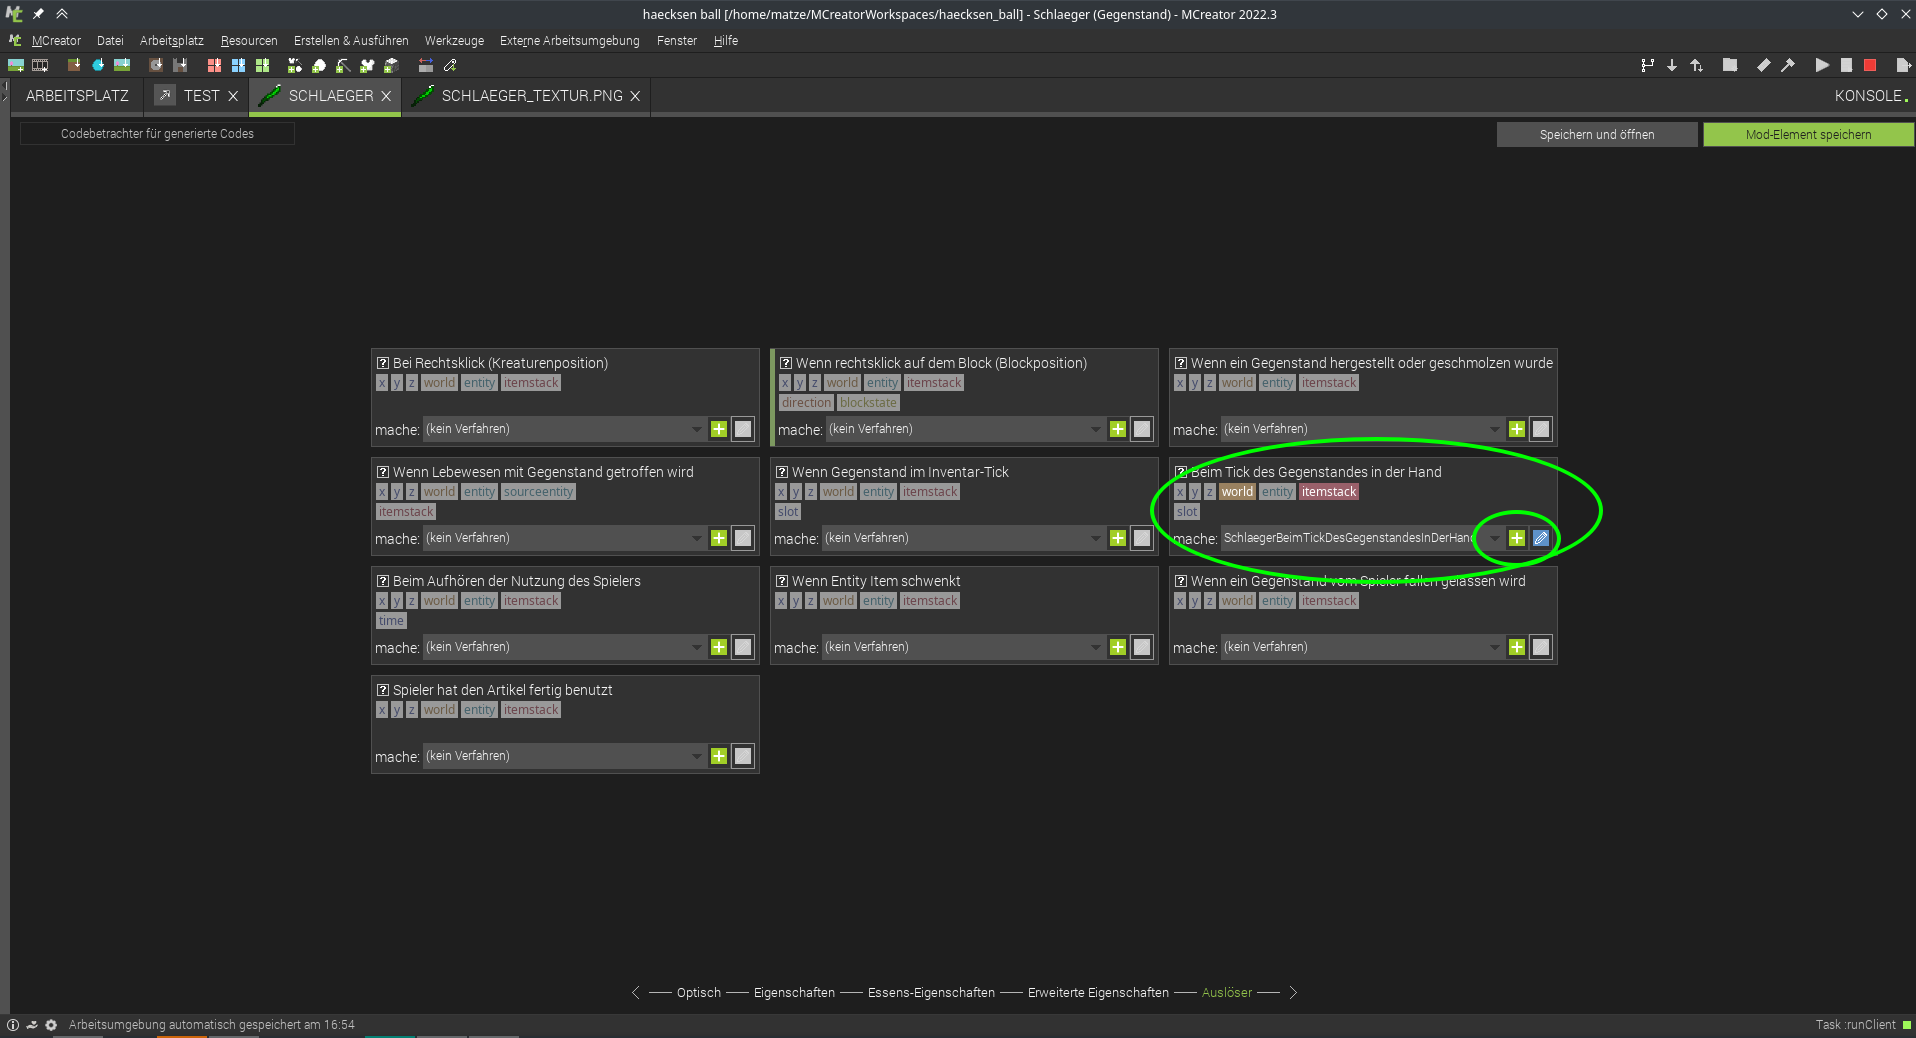 haecksen ball [/home/matze/MCreatorWorkspaces/haecksen_ball] - Schlaeger (Gegenstand) - MCreator 2022.3
MCreator Datei Arbeitsplatz Resourcen Erstellen & Ausführen Werkzeuge Externe Arbeitsumgebung Fenster Hilfe
ARBEITSPLATZ TEST SCHLAEGER SCHLAEGER_TEXTUR.PNG KONSOLE
Codebetrachter für generierte Codes Speichern und öffnen Mod-Element speichern
Bei Rechtsklick (Kreaturenposition)
x y z world entity itemstack
mache: (kein Verfahren)
Wenn rechtsklick auf dem Block (Blockposition)
x y z world entity itemstack
direction blockstate
mache: (kein Verfahren)
Wenn ein Gegenstand hergestellt oder geschmolzen wurde
x y z world entity itemstack
mache: (kein Verfahren)
Wenn Lebewesen mit Gegenstand getroffen wird
x y z world entity sourceentity
itemstack
mache: (kein Verfahren)
Wenn Gegenstand im Inventar-Tick
x y z world entity itemstack
slot
mache: (kein Verfahren)
Beim Tick des Gegenstandes in der Hand
x y z world entity itemstack
slot
mache: SchlaegerBeimTickDesGegenstandesInDerHand
Beim Aufhören der Nutzung des Spielers
x y z world entity itemstack
time
mache: (kein Verfahren)
Wenn Entity Item schwenkt
x y z world entity itemstack
mache: (kein Verfahren)
Wenn ein Gegenstand vom Spieler fallen gelassen wird
x y z world entity itemstack
mache: (kein Verfahren)
Spieler hat den Artikel fertig benutzt
x y z world entity itemstack
mache: (kein Verfahren)
Optisch Eigenschaften Essens-Eigenschaften Erweiterte Eigenschaften Auslöser
Arbeitsumgebung automatisch gespeichert am 16:54 Task :runClient